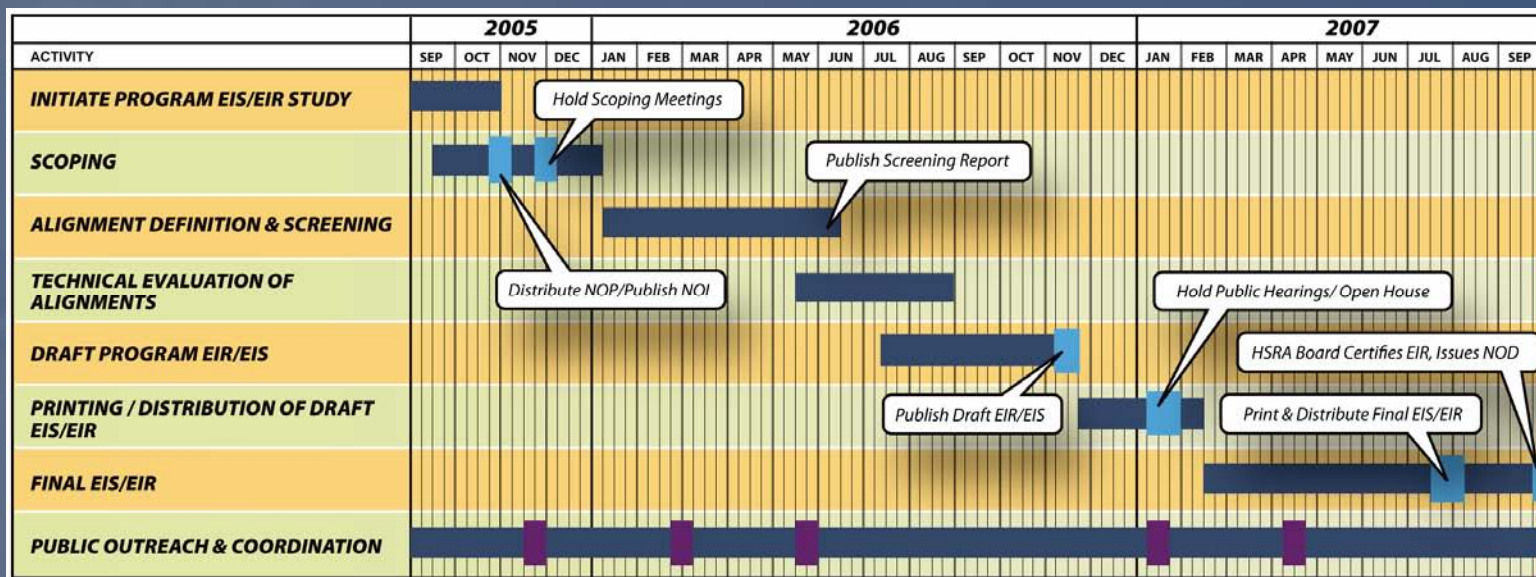 2005 2006 2007
ACTIVITY SEP OCT NOV DEC JAN FEB MAR APR MAY JUN JUL AUG SEP OCT NOV DEC JAN FEB MAR APR MAY JUN JUL AUG SEP
INITIATE PROGRAM EIS/EIR STUDY
Hold Scoping Meetings
SCOPING
Publish Screening Report
ALIGNMENT DEFINITION & SCREENING
TECHNICAL EVALUATION OF
ALIGNMENTS
Distribute NOP/Publish NOI
Hold Public Hearings/ Open House
DRAFT PROGRAM EIR/EIS
HSRA Board Certifies EIR, Issues NOD
PRINTING / DISTRIBUTION OF DRAFT
EIS/EIR
Publish Draft EIR/EIS
Print & Distribute Final EIS/EIR
FINAL EIS/EIR
PUBLIC OUTREACH & COORDINATION